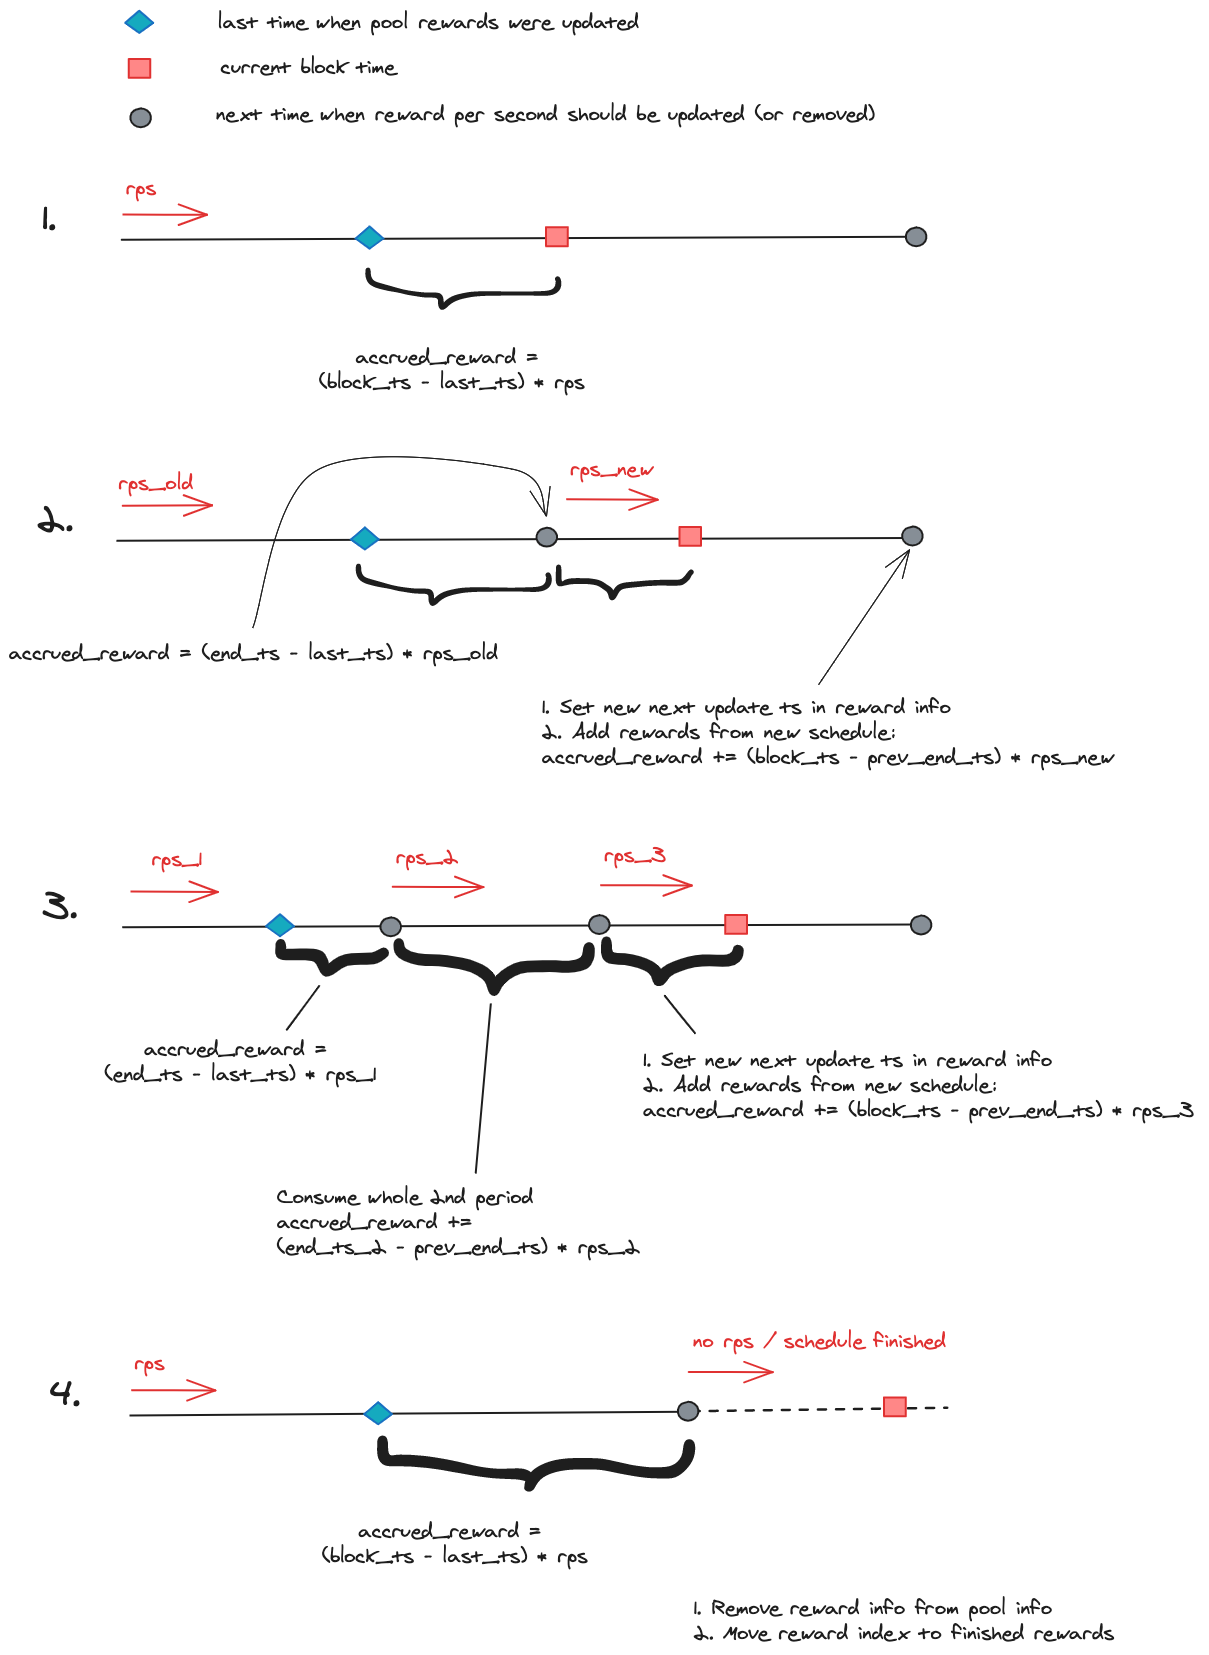 last time when pool rewards were updated
current block time
next time when reward per second should be updated (or removed)
1.
rps
accrued_reward =
(block_ts - last_ts) * rps
2.
rps_old
rps_new
accrued_reward = (end_ts - last_ts) * rps_old
1. Set new next update ts in reward info
2. Add rewards from new schedule:
accrued_reward += (block_ts - prev_end_ts) * rps_new
3.
rps_1
rps_2
rps_3
accrued_reward =
(end_ts - last_ts) * rps_1
1. Set new next update ts in reward info
2. Add rewards from new schedule:
accrued_reward += (block_ts - prev_end_ts) * rps_3
Consume whole 2nd period
accrued_reward +=
(end_ts_2 - prev_end_ts) * rps_2
4.
rps
no rps / schedule finished
accrued_reward =
(block_ts - last_ts) * rps
1. Remove reward info from pool info
2. Move reward index to finished rewards